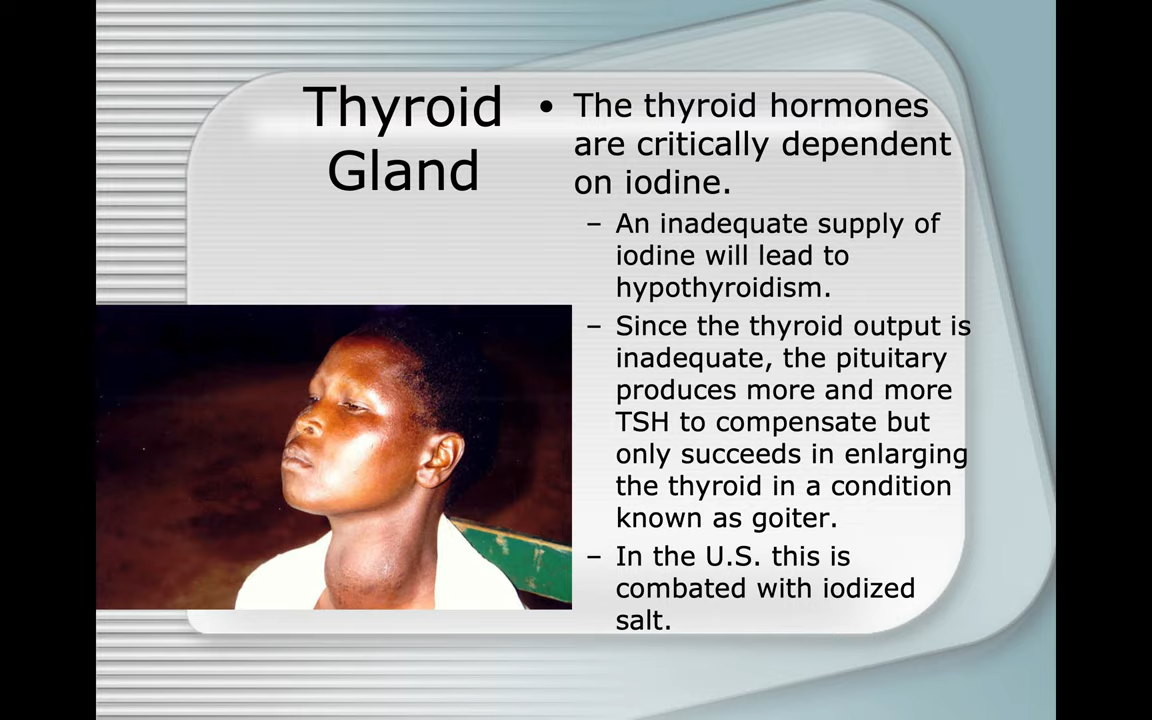 Thyroid
Gland
• The thyroid hormones
are critically dependent
on iodine.
– An inadequate supply of
iodine will lead to
hypothyroidism.
– Since the thyroid output is
inadequate, the pituitary
produces more and more
TSH to compensate but
only succeeds in enlarging
the thyroid in a condition
known as goiter.
– In the U.S. this is
combated with iodized
salt.